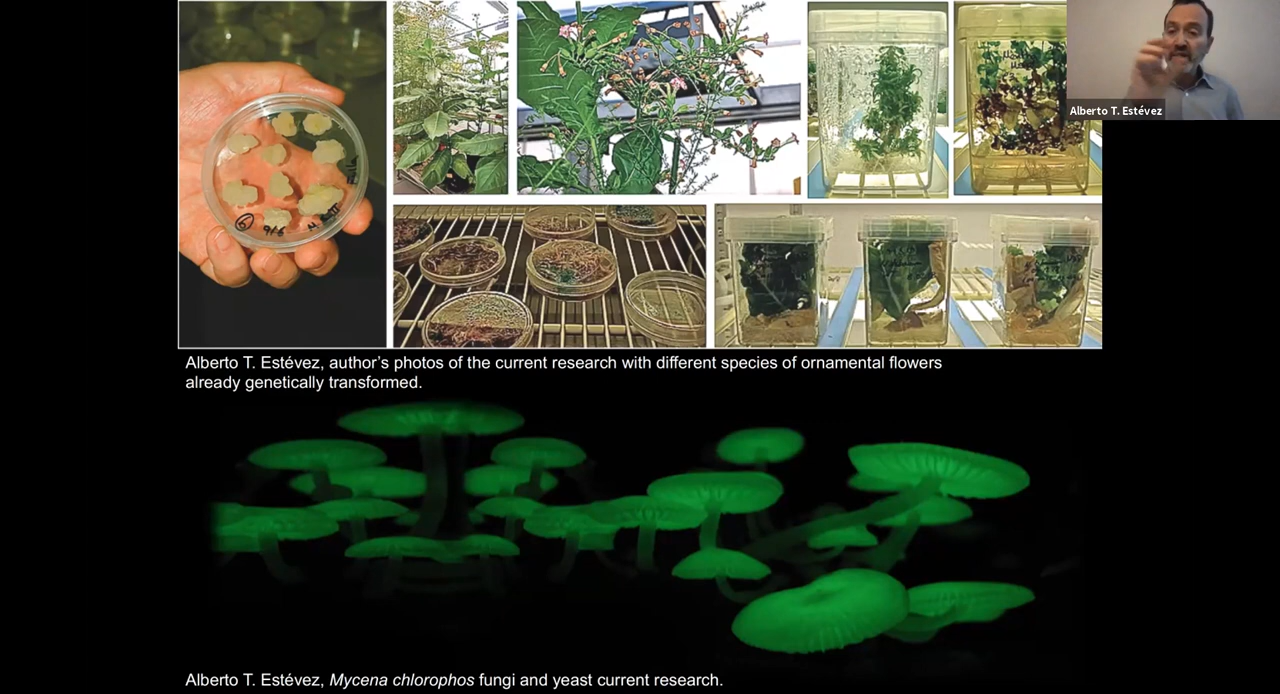 Alberto T. Estévez
Alberto T. Estévez, author's photos of the current research with different species of ornamental flowers
already genetically transformed.
Alberto T. Estévez, Mycena chlorophos fungi and yeast current research.